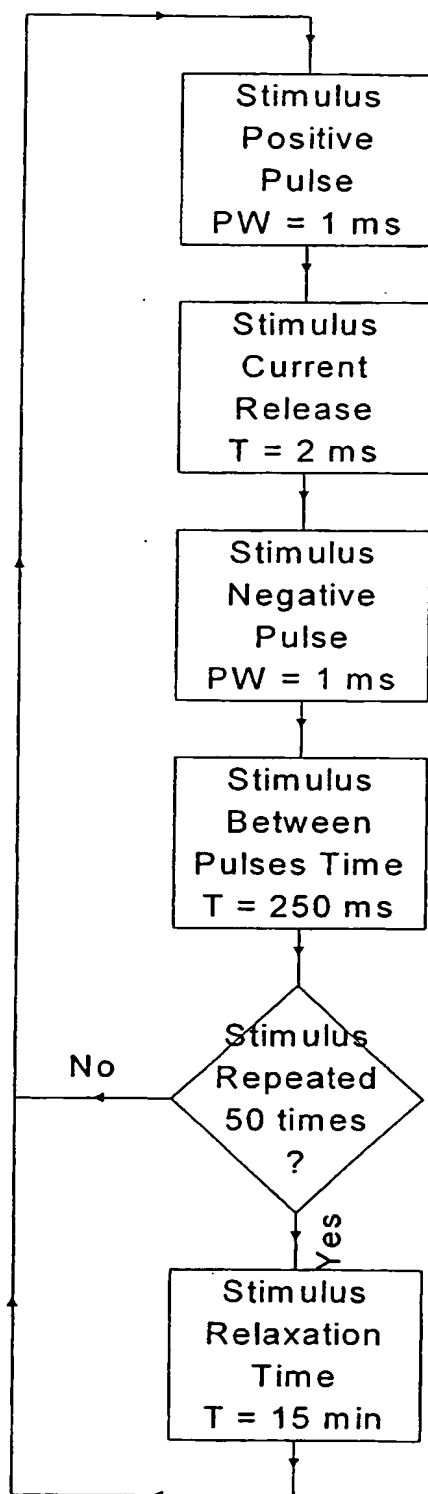 Stimulus
Positive
Pulse
PW = 1 ms
Stimulus
Current
Release
T = 2 ms
Stimulus
Negative
Pulse
PW = 1 ms
Stimulus
Between
Pulses Time
T = 250 ms
Stimulus
Repeated
50 times
?
No
Yes
Stimulus
Relaxation
Time
T = 15 min